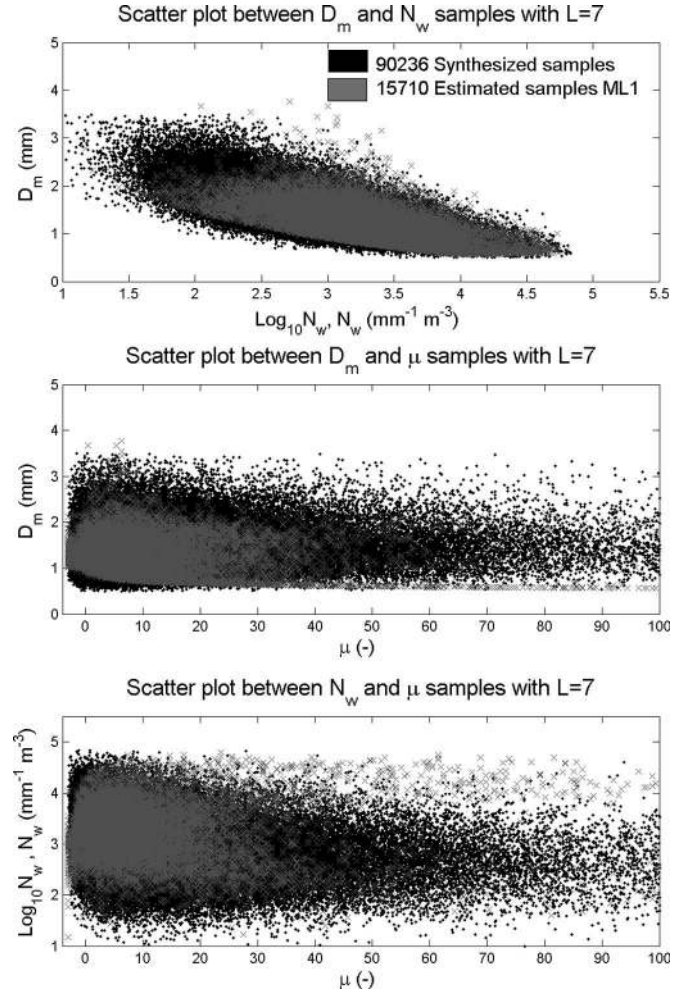 Scatter plot between D_m and N_w samples with L=7
5
4
3
2
1
0
D_m (mm)
90236 Synthesized samples
15710 Estimated samples ML1
1 1.5 2 2.5 3 3.5 4 4.5 5 5.5
Log_10 N_w, N_w (mm^-1 m^-3)
Scatter plot between D_m and μ samples with L=7
5
4
3
2
1
0
D_m (mm)
0 10 20 30 40 50 60 70 80 90 100
μ (-)
Scatter plot between N_w and μ samples with L=7
5
4
3
2
1
Log_10 N_w, N_w (mm^-1 m^-3)
0 10 20 30 40 50 60 70 80 90 100
μ (-)